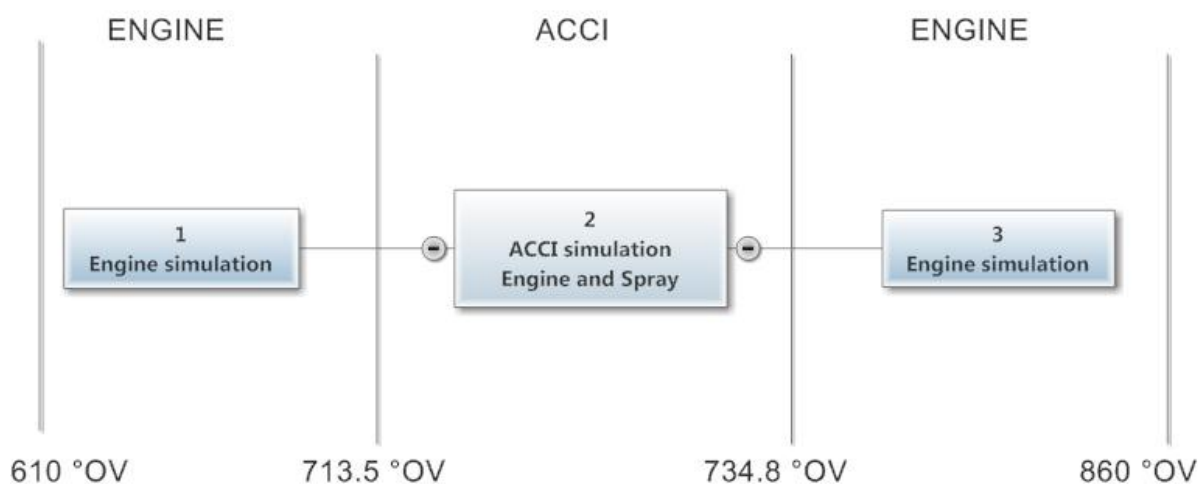 ENGINE ACCI ENGINE
1
Engine simulation
2
ACCI simulation
Engine and Spray
3
Engine simulation
610 °OV 713.5 °OV 734.8 °OV 860 °OV